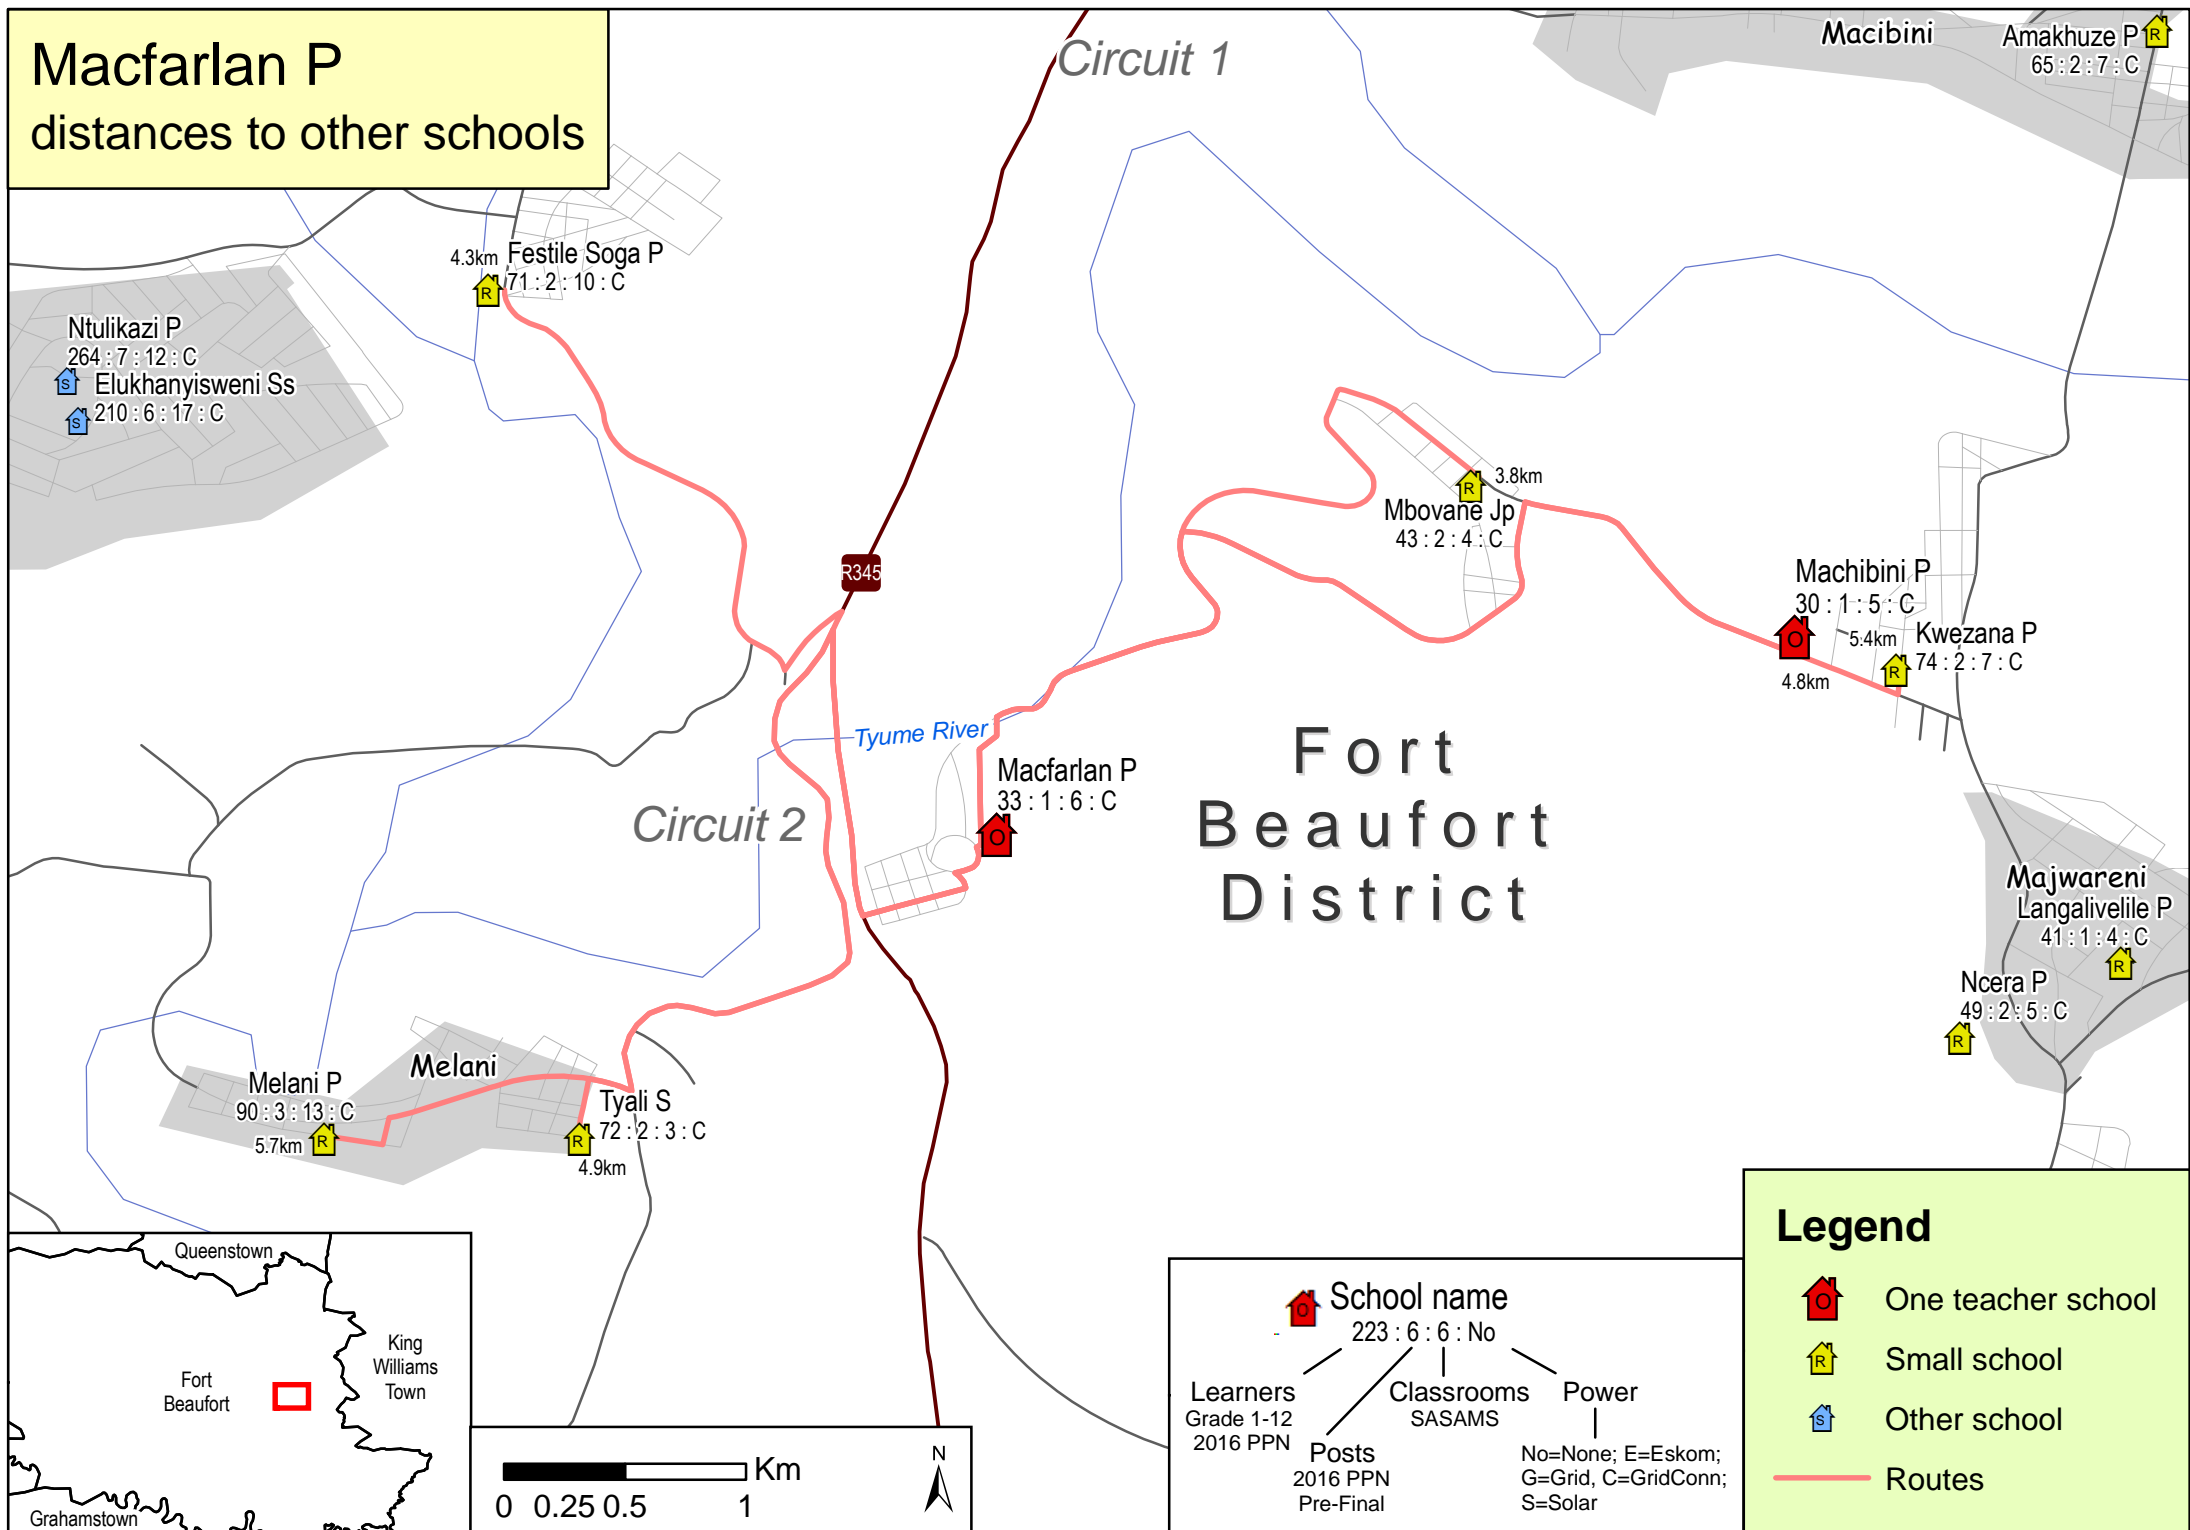 Macfarlan P
distances to other schools
Circuit 1
Macibini
Amakhuze P
65 : 2 : 7 : C
R
4.3km
Festile Soga P
71 : 2 : 10 : C
R
Ntulikazi P
264 : 7 : 12 : C
S
Elukhanyisweni Ss
210 : 6 : 17 : C
S
R345
3.8km
R
Mbovane Jp
43 : 2 : 4 : C
Machibini P
30 : 1 : 5 : C
O
4.8km
5.4km
Kwezana P
74 : 2 : 7 : C
R
Tyume River
Macfarlan P
33 : 1 : 6 : C
O
Circuit 2
Fort
Beaufort
District
Majwareni
Langalivelile P
41 : 1 : 4 : C
R
Ncera P
49 : 2 : 5 : C
R
Melani
Melani P
90 : 3 : 13 : C
5.7km
R
Tyali S
72 : 2 : 3 : C
R
4.9km
Queenstown
King
Williams
Town
Fort
Beaufort
Grahamstown
Km
0 0.25 0.5 1
N
O
School name
223 : 6 : 6 : No
Learners
Grade 1-12
2016 PPN
Posts
2016 PPN
Pre-Final
Classrooms
SASAMS
Power
No=None; E=Eskom;
G=Grid, C=GridConn;
S=Solar
Legend
O One teacher school
R Small school
S Other school
Routes